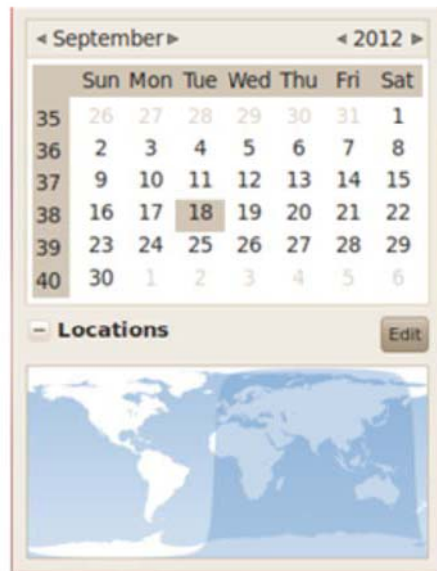 September 2012
Sun Mon Tue Wed Thu Fri Sat
35 26 27 28 29 30 31 1
36 2 3 4 5 6 7 8
37 9 10 11 12 13 14 15
38 16 17 18 19 20 21 22
39 23 24 25 26 27 28 29
40 30 1 2 3 4 5 6
Locations Edit